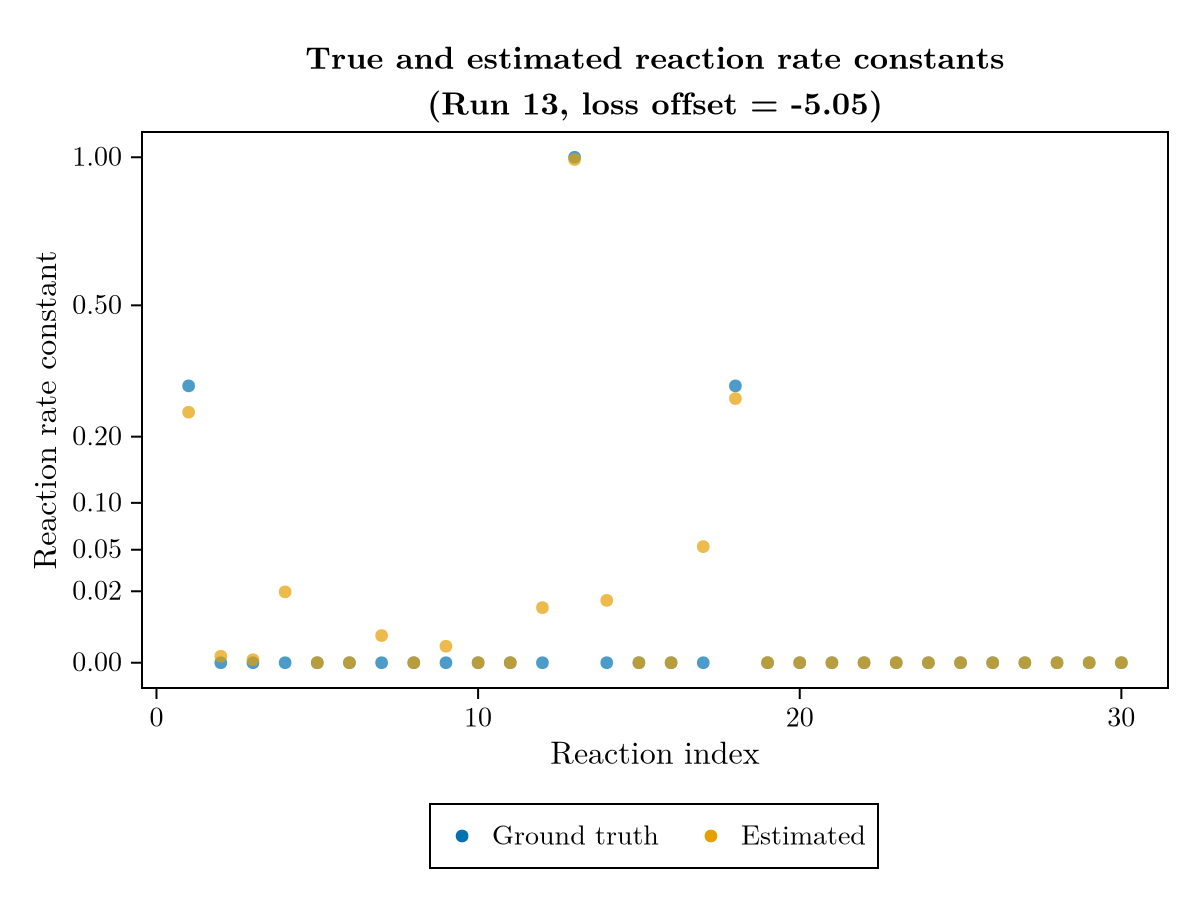 True and estimated reaction rate constants
(Run 13, loss offset = -5.05)
Reaction rate constant
1.00
0.50
0.20
0.10
0.05
0.02
0.00
0 10 20 30
Reaction index
Ground truth Estimated